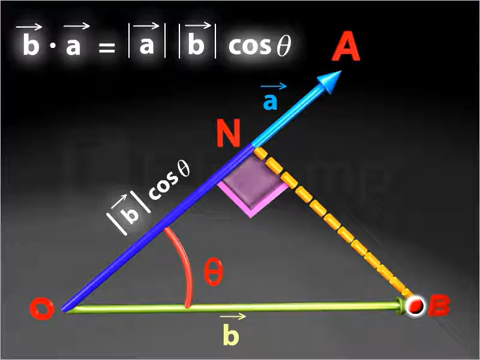 b⃗ · a⃗ = |a⃗| |b⃗| cos θ
A
a⃗
N
|b⃗| cos θ
θ
O
B
b⃗